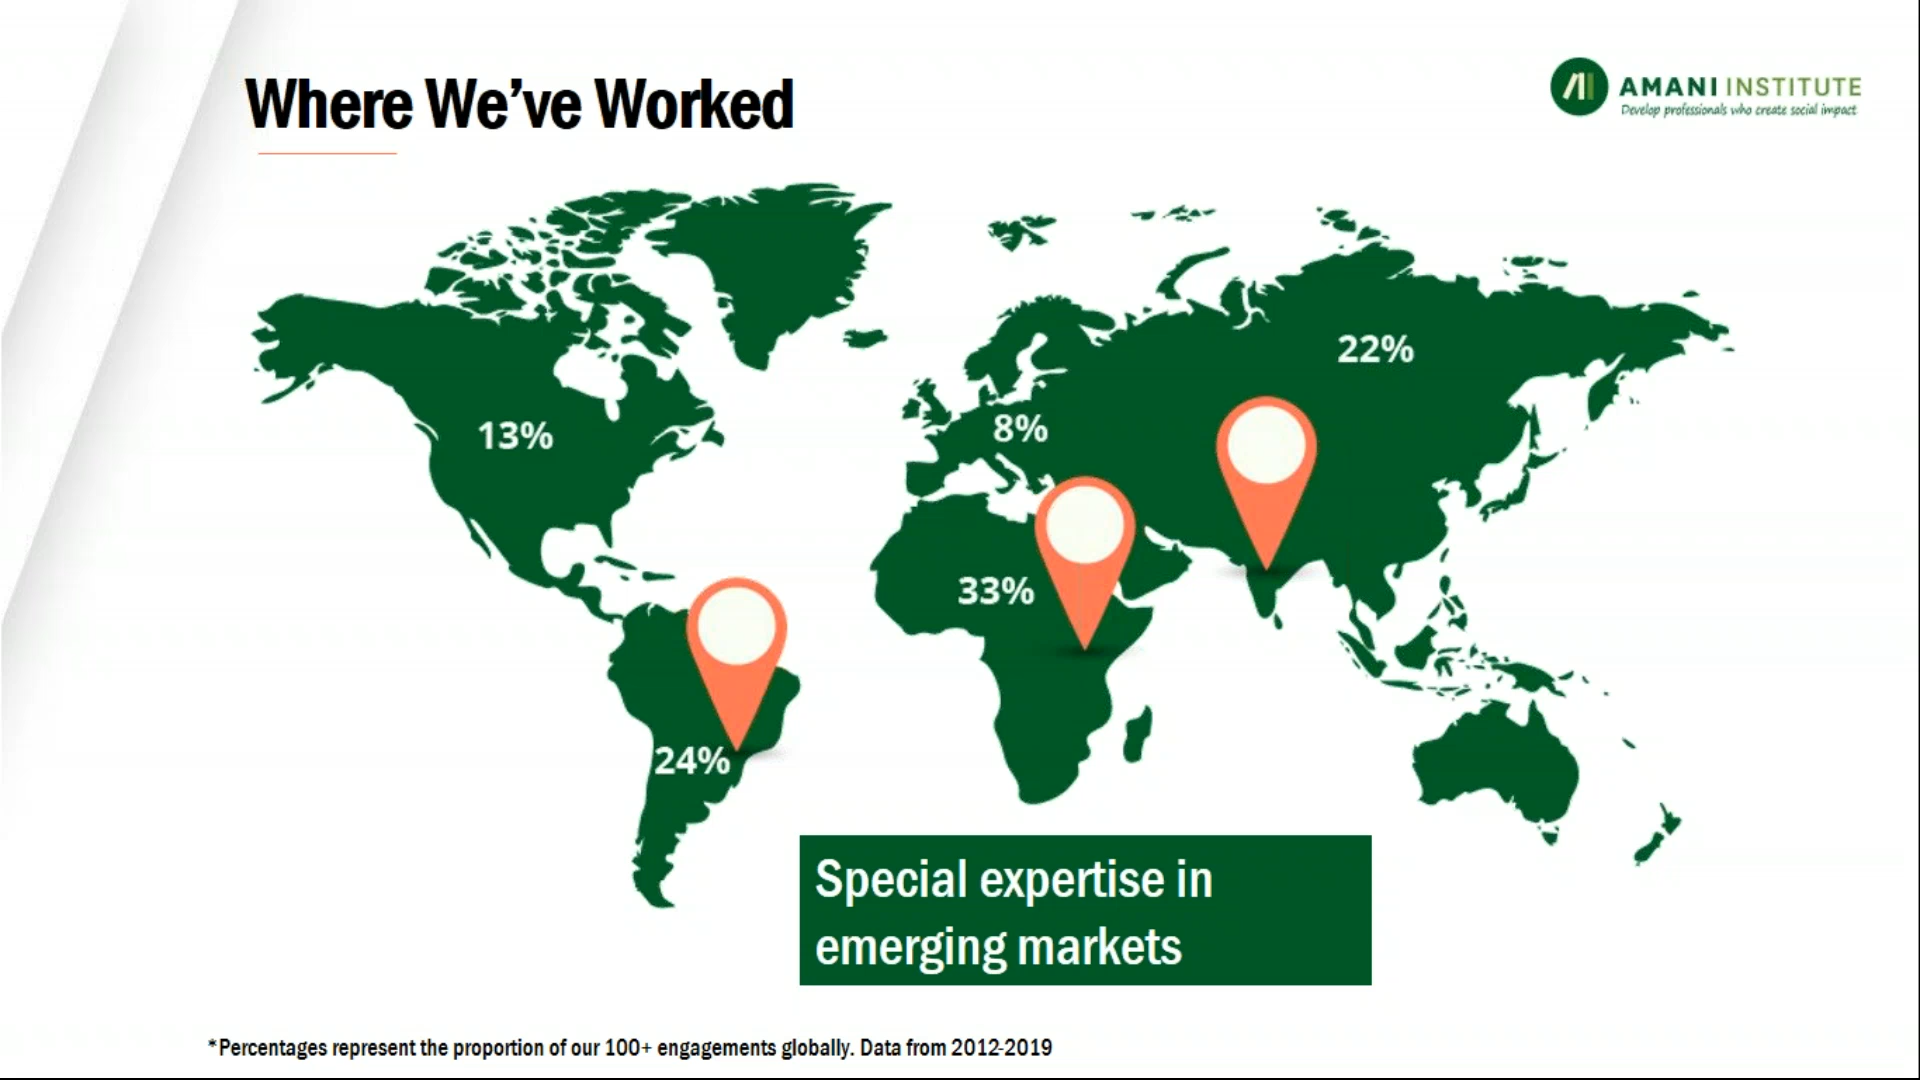 Where We've Worked
AMANI INSTITUTE
Develop professionals who create social impact
22%
13%
8%
33%
24%
Special expertise in
emerging markets
*Percentages represent the proportion of our 100+ engagements globally. Data from 2012-2019